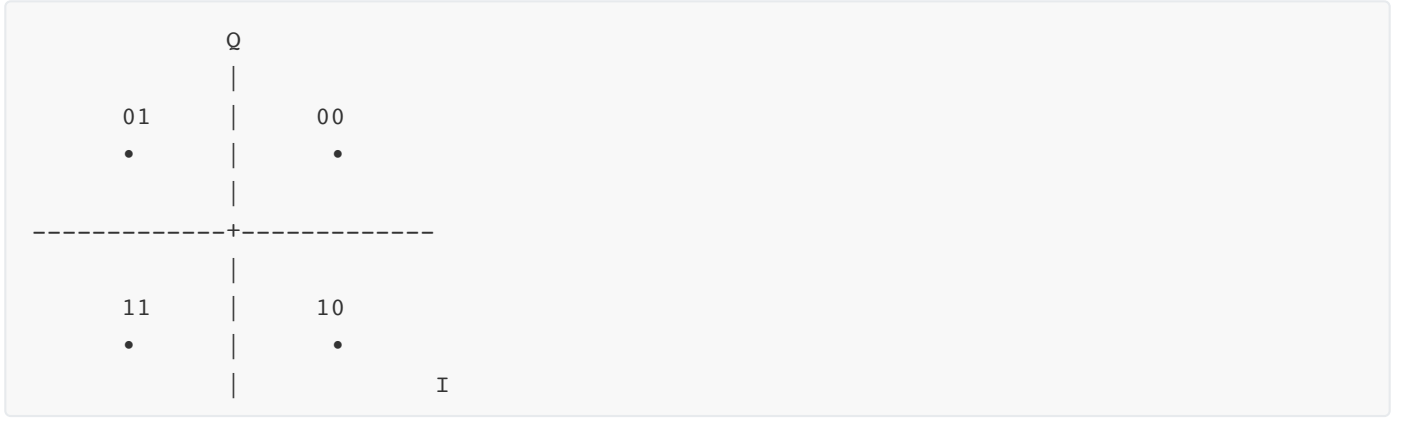 Q
|
01 | 00
• | •
|
-------------+-------------
|
11 | 10
• | •
| I